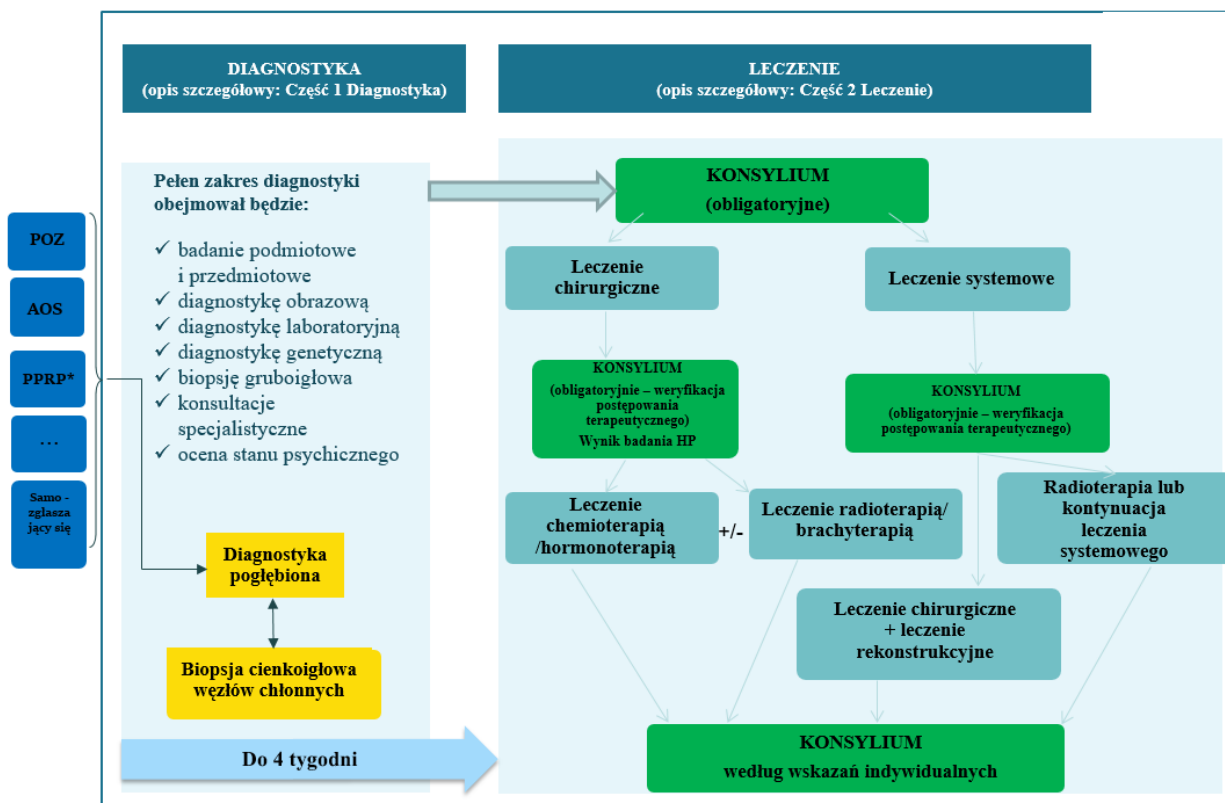 DIAGNOSTYKA
(opis szczegółowy: Część 1 Diagnostyka)
LECZENIE
(opis szczegółowy: Część 2 Leczenie)
POZ
AOS
PPRP*
...
Samo -
zglasza
jący się
Pełen zakres diagnostyki
obejmował będzie:
✓ badanie podmiotowe
i przedmiotowe
✓ diagnostykę obrazową
✓ diagnostykę laboratoryjną
✓ diagnostykę genetyczną
✓ biopsję gruboigłowa
✓ konsultacje
specjalistyczne
✓ ocena stanu psychicznego
Diagnostyka
pogłębiona
Biopsja cienkoigłowa
węzłów chłonnych
Do 4 tygodni
KONSYLIUM
(obligatoryjne)
Leczenie
chirurgiczne
Leczenie systemowe
KONSYLIUM
(obligatoryjnie – weryfikacja
postępowania
terapeutycznego)
Wynik badania HP
KONSYLIUM
(obligatoryjnie – weryfikacja
postępowania terapeutycznego)
Leczenie
chemioterapią
/hormonoterapią
+/-
Leczenie radioterapią/
brachyterapią
Radioterapia lub
kontynuacja
leczenia
systemowego
Leczenie chirurgiczne
+ leczenie
rekonstrukcyjne
KONSYLIUM
według wskazań indywidualnych